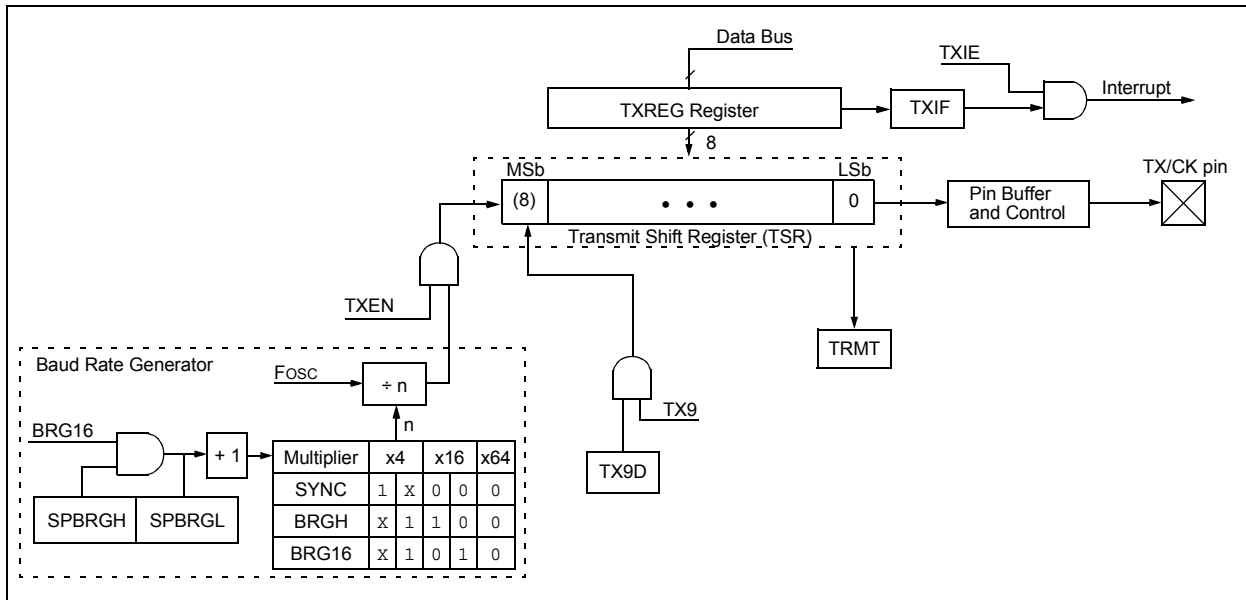 Data Bus
TXIE
Interrupt
TXREG Register
TXIF
8
MSb
LSb
TX/CK pin
(8)
• • •
0
Pin Buffer
and Control
Transmit Shift Register (TSR)
TXEN
TRMT
Baud Rate Generator
FOSC
÷ n
TX9
n
BRG16
+ 1
TX9D
Multiplier x4 x16 x64
SYNC 1 X 0 0 0
BRGH X 1 1 0 0
BRG16 X 1 0 1 0
SPBRGH SPBRGL